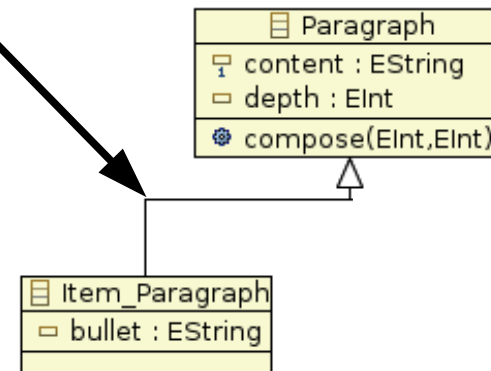 Paragraph
content : EString
depth : EInt
compose(EInt,EInt)
Item_Paragraph
bullet : EString